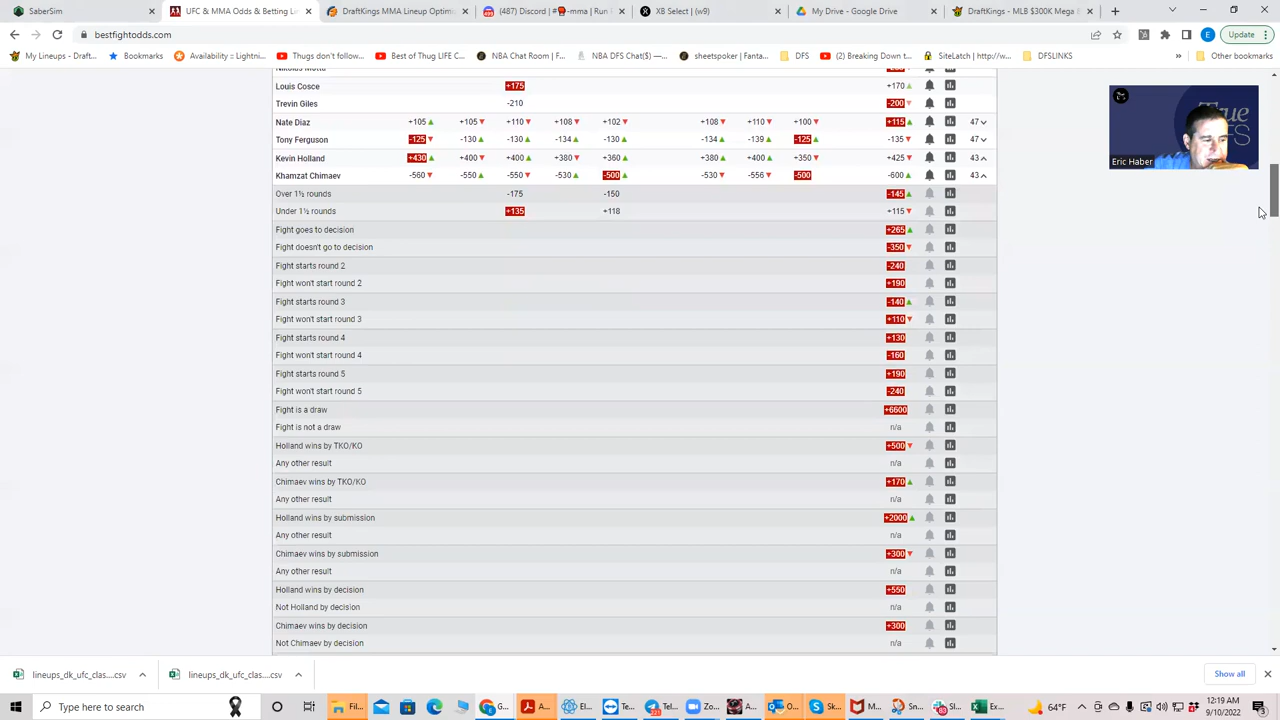 SaberSim
UFC & MMA Odds & Betting Lines
DraftKings MMA Lineup Optimizer
(487) Discord | #🥊-mma | Run
XB Select | (v6)
My Drive - Google Drive
DraftKings - MLB $300K Mega
bestfightodds.com
Update
My Lineups - Draft...
Bookmarks
Availability = Lightni...
Thugs don't follow...
Best of Thug LIFE C...
NBA Chat Rooms -...
NBA DFS OH($) —...
sharpspoker | Fanta...
DFS
(2) Breaking Down t...
SiteLatch | http://w...
DFSLINKS
»
Other bookmarks
Louis Cosce +175 +170
Trevin Giles -210 -200
Nate Diaz +105 +105 +110 108 +102 +108 +110 +100 +115 47
Tony Ferguson -125 -130 -134 -130 -139 -125 -135 47
Kevin Holland +430 +400 +400 +380 +360 +380 +400 +350 +425 43
Khamzat Chimaev -560 -550 -550 530 -500 -530 -556 -500 -600 43
Over 1½ rounds -175 -150 -145
Under 1½ rounds +135 +110 +115
Fight goes to decision +265
Fight doesn't go to decision -350
Fight starts round 2 -240
Fight won't start round 2 +190
Fight starts round 3 -140
Fight won't start round 3 +110
Fight starts round 4 +130
Fight won't start round 4 -160
Fight starts round 5 +190
Fight won't start round 5 -240
Fight is a draw +6600
Fight is not a draw n/a
Holland wins by TKO/KO +500
Any other result n/a
Chimaev wins by TKO/KO +170
Any other result n/a
Holland wins by submission +2000
Any other result n/a
Chimaev wins by submission +300
Any other result n/a
Holland wins by decision +550
Not Holland by decision n/a
Chimaev wins by decision +300
Not Chimaev by decision n/a
Eric Haber
lineups_dk_ufc_clas....csv
lineups_dk_ufc_clas....csv
Show all
Type here to search
64°F
12:19 AM
9/10/2022